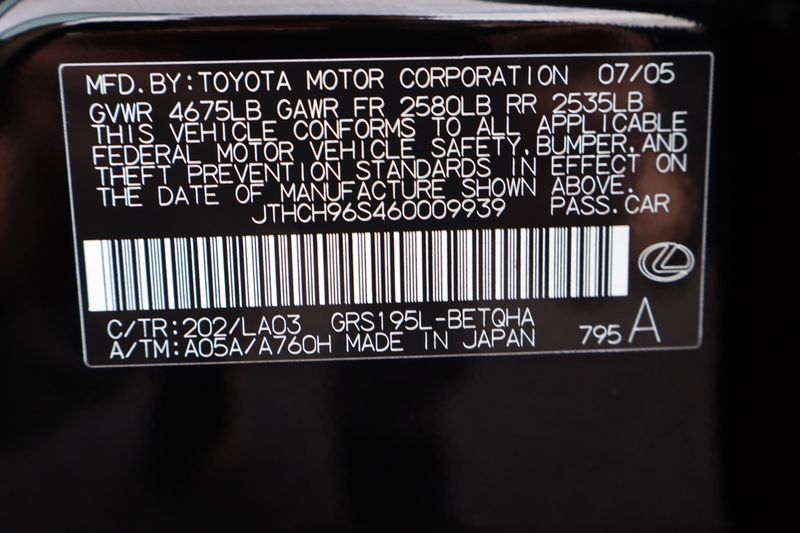 MFD. BY: TOYOTA MOTOR CORPORATION 07/05
GVWR 4675LB GAWR FR 2580LB RR 2535LB
THIS VEHICLE CONFORMS TO ALL APPLICABLE
FEDERAL MOTOR VEHICLE SAFETY, BUMPER, AND
THEFT PREVENTION STANDARDS IN EFFECT ON
THE DATE OF MANUFACTURE SHOWN ABOVE.
JTHCH96S460009939 PASS. CAR
C/TR: 202/LA03 GRS195L-BETQHA
A/TM: A05A/A760H MADE IN JAPAN 795 A